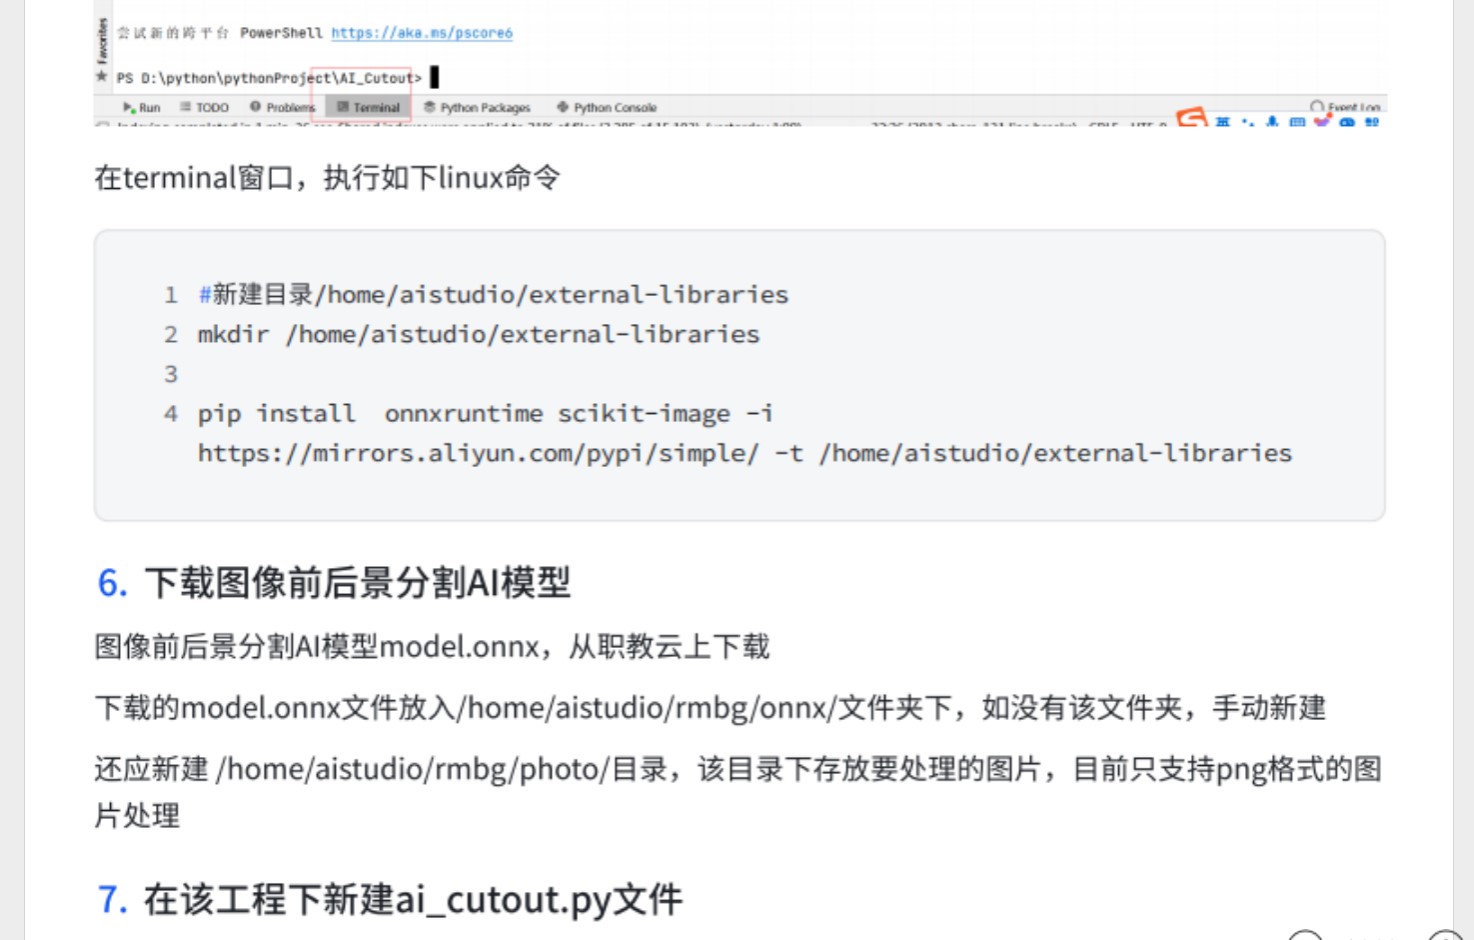 Favorites
尝试新的跨平台 PowerShell https://aka.ms/pscore6
PS D:\python\pythonProject\AI_Cutout>
Run TODO Problems Terminal Python Packages Python Console Event Log
英
在terminal窗口，执行如下linux命令
1 #新建目录/home/aistudio/external-libraries
2 mkdir /home/aistudio/external-libraries
3
4 pip install  onnxruntime scikit-image -i
https://mirrors.aliyun.com/pypi/simple/ -t /home/aistudio/external-libraries
6. 下载图像前后景分割AI模型
图像前后景分割AI模型model.onnx，从职教云上下载
下载的model.onnx文件放入/home/aistudio/rmbg/onnx/文件夹下，如没有该文件夹，手动新建
还应新建 /home/aistudio/rmbg/photo/目录，该目录下存放要处理的图片，目前只支持png格式的图
片处理
7. 在该工程下新建ai_cutout.py文件